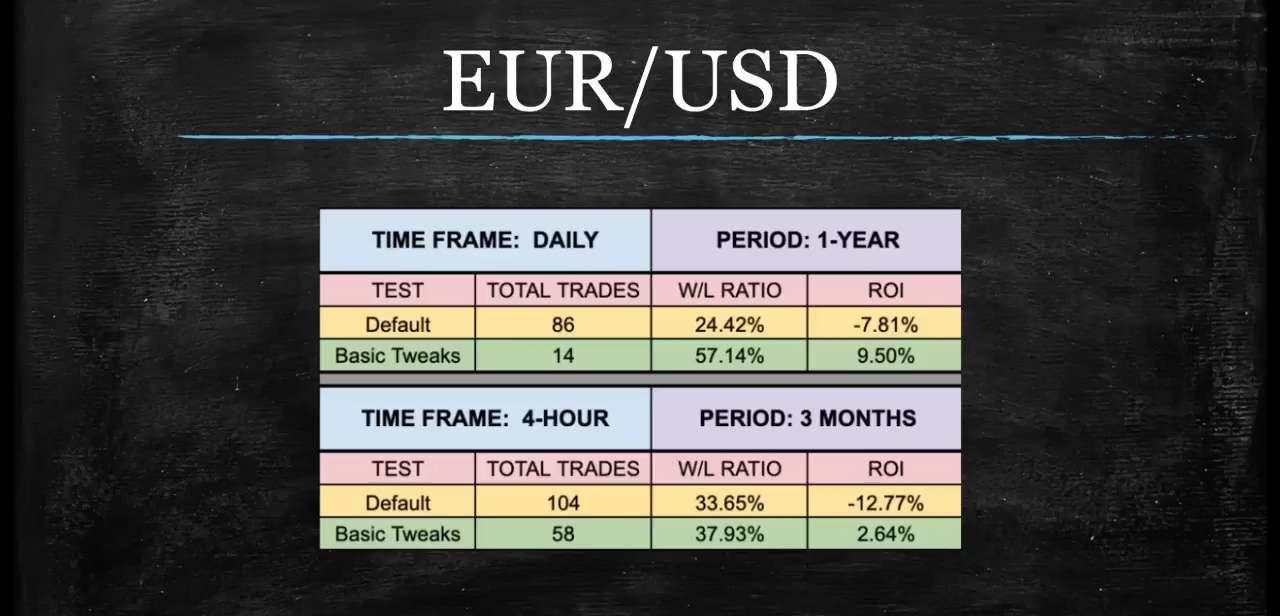 EUR/USD
TIME FRAME: DAILY PERIOD: 1-YEAR
TEST TOTAL TRADES W/L RATIO ROI
Default 86 24.42% -7.81%
Basic Tweaks 14 57.14% 9.50%
TIME FRAME: 4-HOUR PERIOD: 3 MONTHS
TEST TOTAL TRADES W/L RATIO ROI
Default 104 33.65% -12.77%
Basic Tweaks 58 37.93% 2.64%